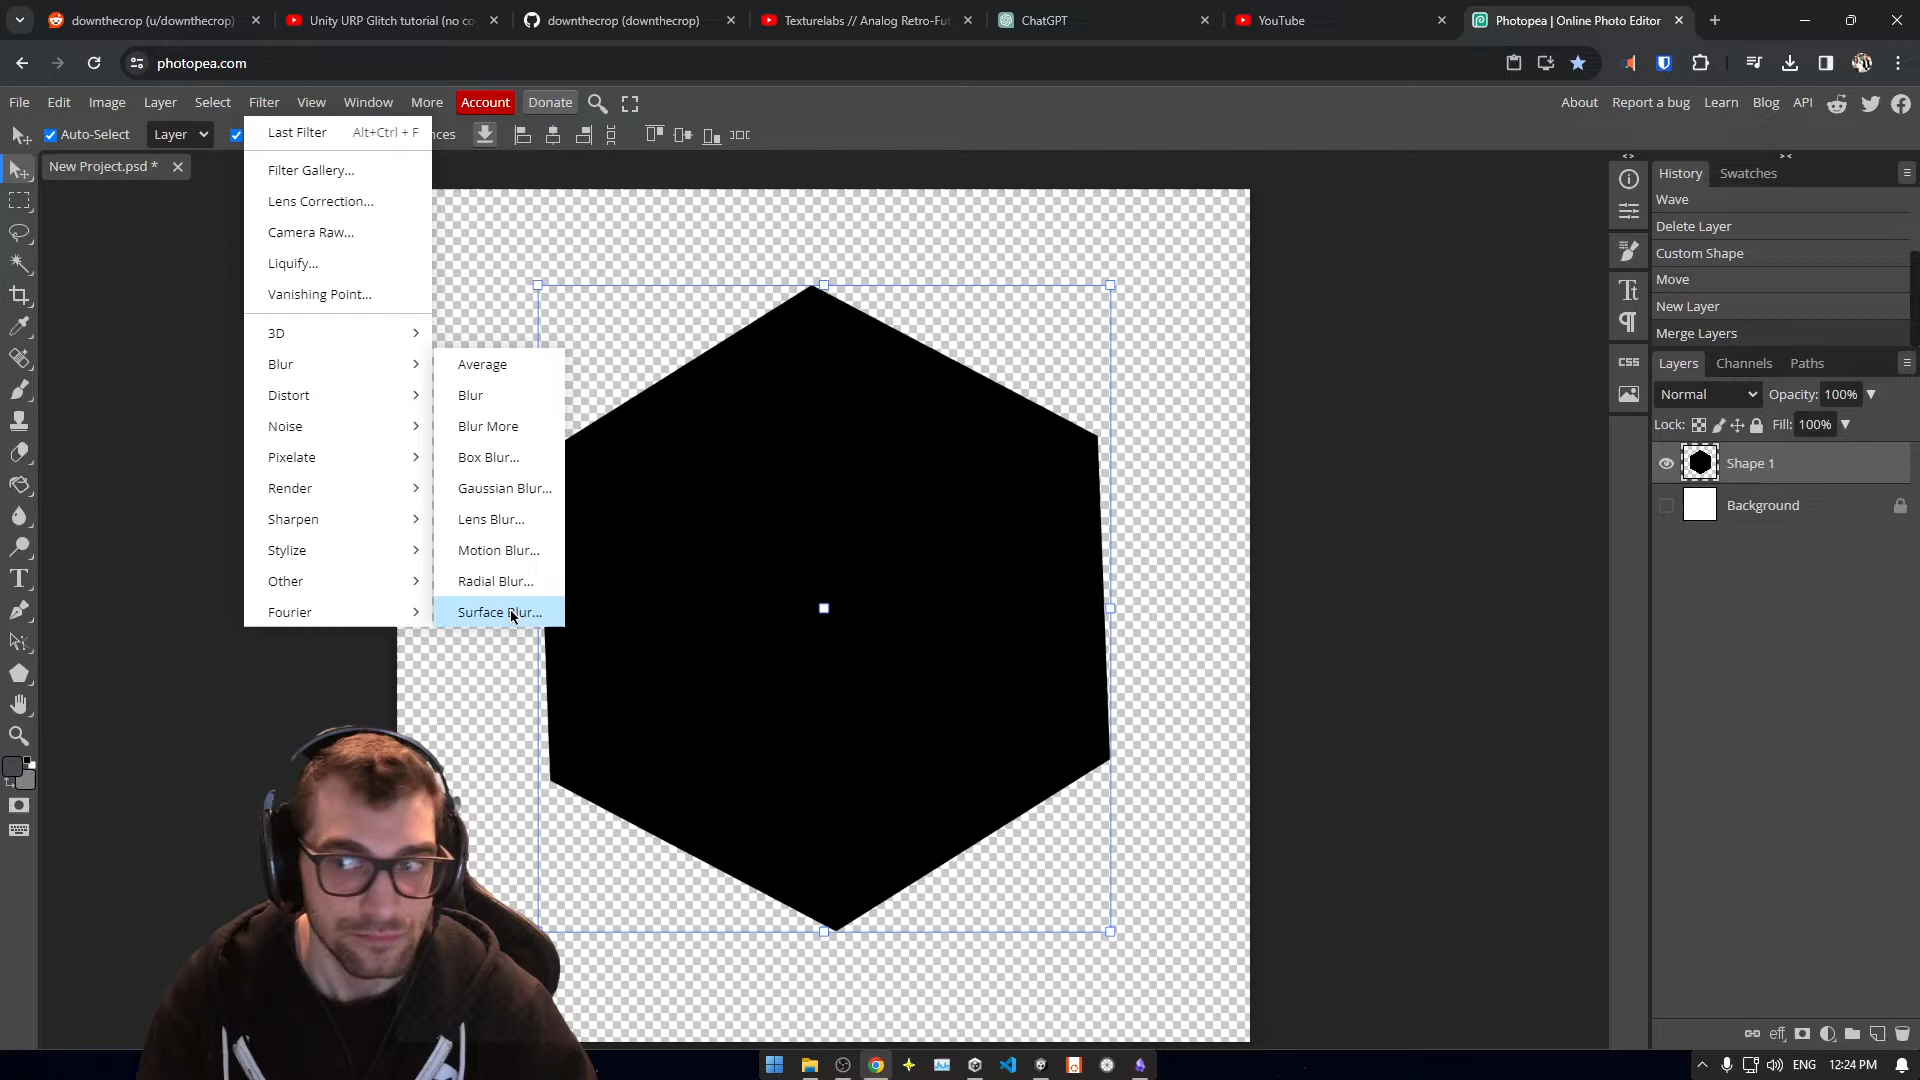 downthecrop (u/downthecrop)
Unity URP Glitch tutorial (no co
downthecrop (downthecrop)
Texturelabs // Analog Retro-Fut
ChatGPT
YouTube
Photopea | Online Photo Editor
photopea.com
File Edit Image Layer Select Filter View Window More Account Donate
About Report a bug Learn Blog API
Auto-Select Layer
New Project.psd *
Last Filter Alt+Ctrl + F
Filter Gallery...
Lens Correction...
Camera Raw...
Liquify...
Vanishing Point...
3D
Blur
Distort
Noise
Pixelate
Render
Sharpen
Stylize
Other
Fourier
Average
Blur
Blur More
Box Blur...
Gaussian Blur...
Lens Blur...
Motion Blur...
Radial Blur...
Surface Blur...
History Swatches
Wave
Delete Layer
Custom Shape
Move
New Layer
Merge Layers
CSS
Layers Channels Paths
Normal Opacity: 100%
Lock: Fill: 100%
Shape 1
Background
eff
ENG 12:24 PM